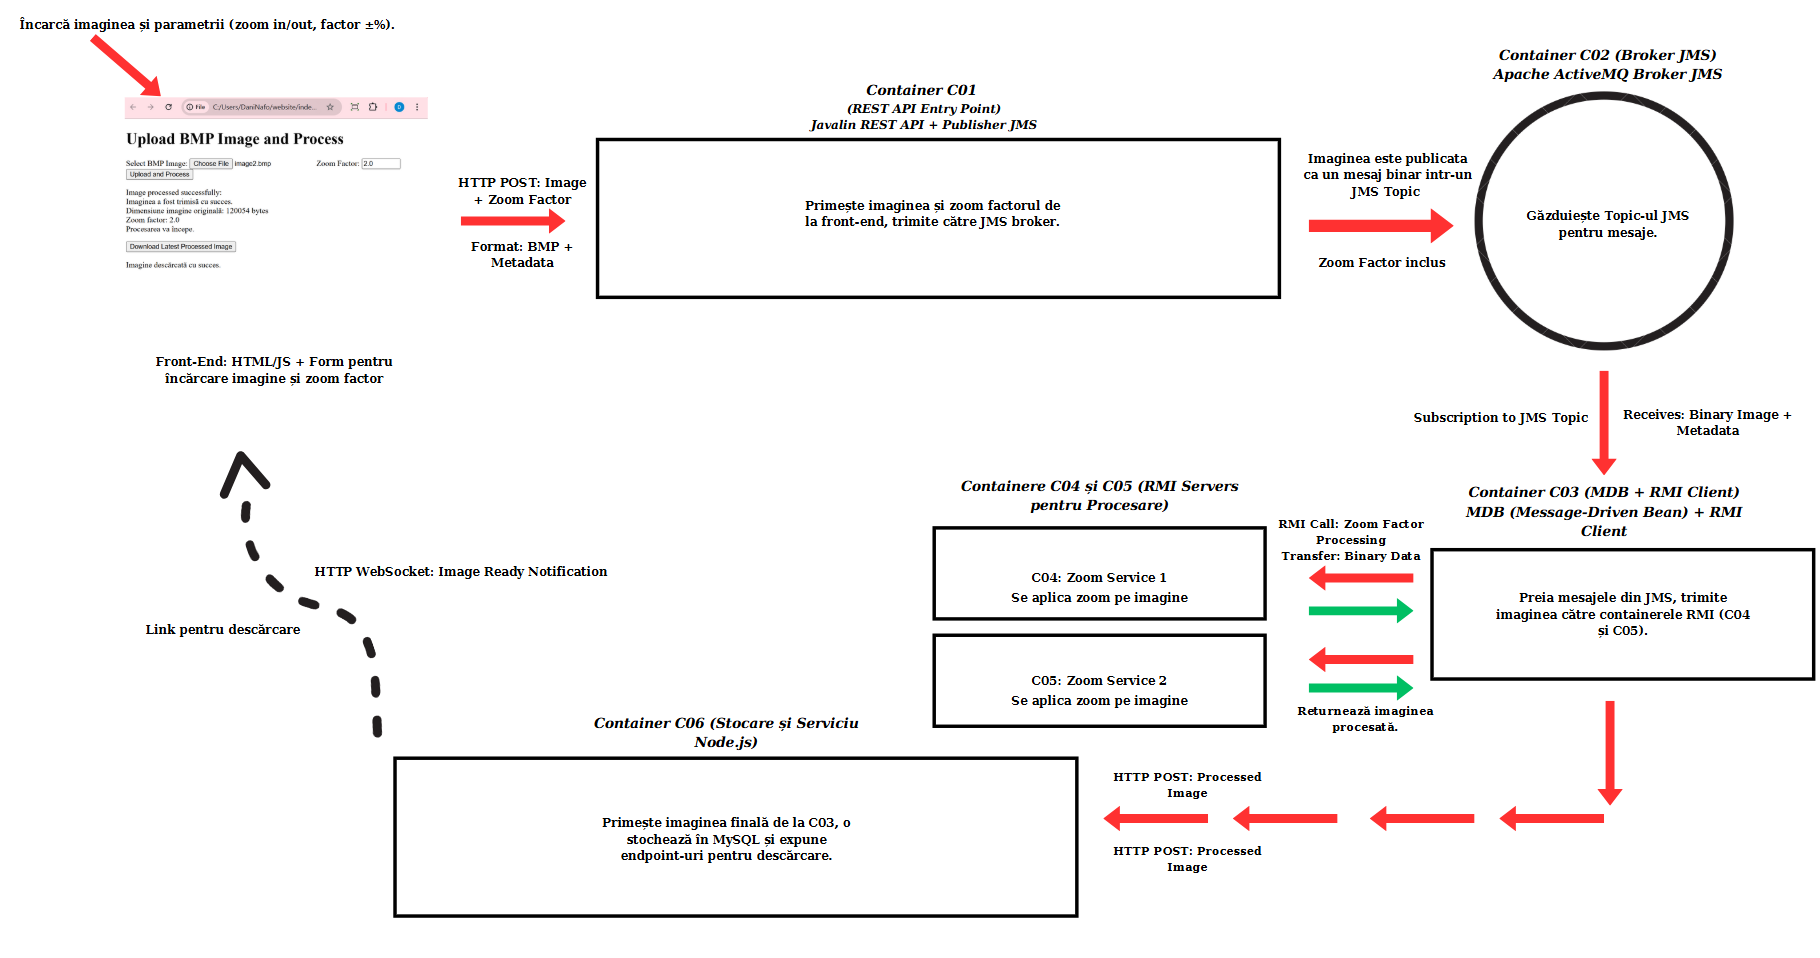 Încarcă imaginea și parametrii (zoom in/out, factor ±%).
File C:/Users/DaniNafo/website/inde...
D
Upload BMP Image and Process
Select BMP Image: Choose File image2.bmp Zoom Factor: 2.0
Upload and Process
Image processed successfully:
Imaginea a fost trimisă cu succes.
Dimensiune imagine originală: 120054 bytes
Zoom factor: 2.0
Procesarea va începe.
Download Latest Processed Image
Imagine descărcată cu succes.
Front-End: HTML/JS + Form pentru
încărcare imagine și zoom factor
HTTP POST: Image
+ Zoom Factor
Format: BMP +
Metadata
Container C01
(REST API Entry Point)
Javalin REST API + Publisher JMS
Primește imaginea și zoom factorul de
la front-end, trimite către JMS broker.
Imaginea este publicata
ca un mesaj binar intr-un
JMS Topic
Zoom Factor inclus
Container C02 (Broker JMS)
Apache ActiveMQ Broker JMS
Găzduiește Topic-ul JMS
pentru mesaje.
Subscription to JMS Topic
Receives: Binary Image +
Metadata
Container C03 (MDB + RMI Client)
MDB (Message-Driven Bean) + RMI
Client
Preia mesajele din JMS, trimite
imaginea către containerele RMI (C04
și C05).
RMI Call: Zoom Factor
Processing
Transfer: Binary Data
Returnează imaginea
procesată.
Containere C04 și C05 (RMI Servers
pentru Procesare)
C04: Zoom Service 1
Se aplica zoom pe imagine
C05: Zoom Service 2
Se aplica zoom pe imagine
HTTP POST: Processed
Image
HTTP POST: Processed
Image
Container C06 (Stocare și Serviciu
Node.js)
Primește imaginea finală de la C03, o
stochează în MySQL și expune
endpoint-uri pentru descărcare.
HTTP WebSocket: Image Ready Notification
Link pentru descărcare